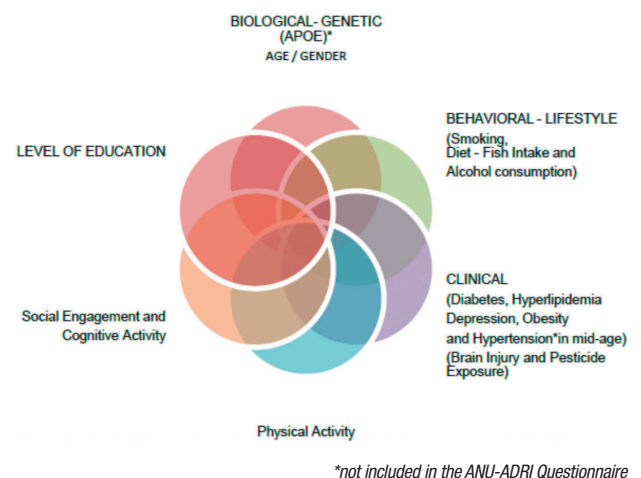 BIOLOGICAL- GENETIC
(APOE)*
AGE / GENDER
LEVEL OF EDUCATION
BEHAVIORAL - LIFESTYLE
(Smoking,
Diet - Fish Intake and
Alcohol consumption)
Social Engagement and
Cognitive Activity
CLINICAL
(Diabetes, Hyperlipidemia
Depression, Obesity
and Hypertension*in mid-age)
(Brain Injury and Pesticide
Exposure)
Physical Activity
*not included in the ANU-ADRI Questionnaire